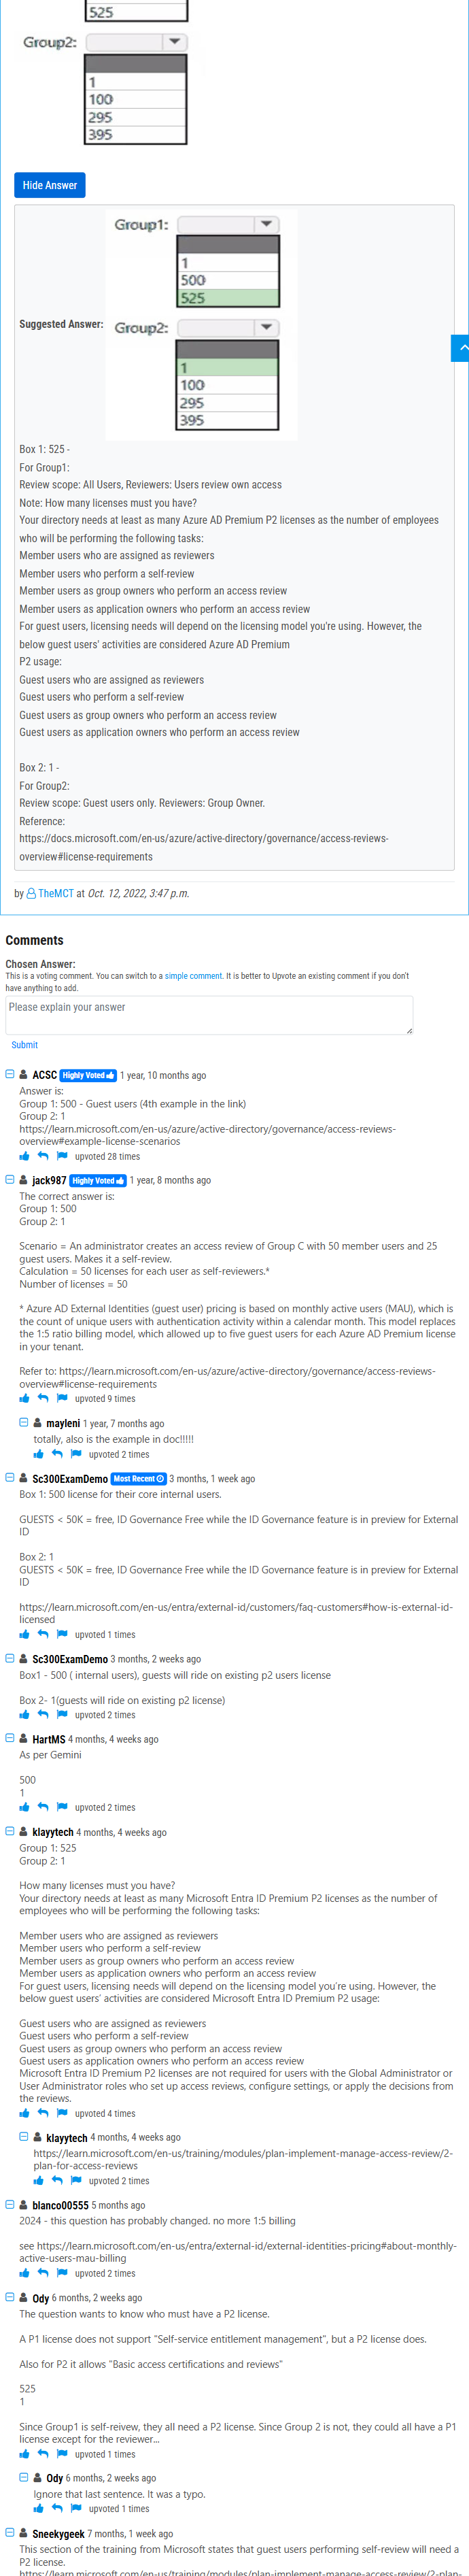 525
Group2:
1
100
295
395
Hide Answer
Group1:
1
500
525
Suggested Answer:
Group2:
1
100
295
395
Box 1: 525 -
For Group1:
Review scope: All Users, Reviewers: Users review own access
Note: How many licenses must you have?
Your directory needs at least as many Azure AD Premium P2 licenses as the number of employees
who will be performing the following tasks:
Member users who are assigned as reviewers
Member users who perform a self-review
Member users as group owners who perform an access review
Member users as application owners who perform an access review
For guest users, licensing needs will depend on the licensing model you're using. However, the
below guest users' activities are considered Azure AD Premium
P2 usage:
Guest users who are assigned as reviewers
Guest users who perform a self-review
Guest users as group owners who perform an access review
Guest users as application owners who perform an access review
Box 2: 1 -
For Group2:
Review scope: Guest users only. Reviewers: Group Owner.
Reference:
https://docs.microsoft.com/en-us/azure/active-directory/governance/access-reviews-
overview#license-requirements
by TheMCT at Oct. 12, 2022, 3:47 p.m.
Comments
Chosen Answer:
This is a voting comment. You can switch to a simple comment. It is better to Upvote an existing comment if you don't
have anything to add.
Please explain your answer
Submit
ACSC Highly Voted 1 year, 10 months ago
Answer is:
Group 1: 500 - Guest users (4th example in the link)
Group 2: 1
https://learn.microsoft.com/en-us/azure/active-directory/governance/access-reviews-
overview#example-license-scenarios
upvoted 28 times
jack987 Highly Voted 1 year, 8 months ago
The correct answer is:
Group 1: 500
Group 2: 1
Scenario = An administrator creates an access review of Group C with 50 member users and 25
guest users. Makes it a self-review.
Calculation = 50 licenses for each user as self-reviewers.*
Number of licenses = 50
* Azure AD External Identities (guest user) pricing is based on monthly active users (MAU), which is
the count of unique users with authentication activity within a calendar month. This model replaces
the 1:5 ratio billing model, which allowed up to five guest users for each Azure AD Premium license
in your tenant.
Refer to: https://learn.microsoft.com/en-us/azure/active-directory/governance/access-reviews-
overview#license-requirements
upvoted 9 times
mayleni 1 year, 7 months ago
totally, also is the example in doc!!!!!
upvoted 2 times
Sc300ExamDemo Most Recent 3 months, 1 week ago
Box 1: 500 license for their core internal users.
GUESTS < 50K = free, ID Governance Free while the ID Governance feature is in preview for External
ID
Box 2: 1
GUESTS < 50K = free, ID Governance Free while the ID Governance feature is in preview for External
ID
https://learn.microsoft.com/en-us/entra/external-id/customers/faq-customers#how-is-external-id-
licensed
upvoted 1 times
Sc300ExamDemo 3 months, 2 weeks ago
Box1 - 500 ( internal users), guests will ride on existing p2 users license
Box 2- 1(guests will ride on existing p2 license)
upvoted 2 times
HartMS 4 months, 4 weeks ago
As per Gemini
500
1
upvoted 2 times
klayytech 4 months, 4 weeks ago
Group 1: 525
Group 2: 1
How many licenses must you have?
Your directory needs at least as many Microsoft Entra ID Premium P2 licenses as the number of
employees who will be performing the following tasks:
Member users who are assigned as reviewers
Member users who perform a self-review
Member users as group owners who perform an access review
Member users as application owners who perform an access review
For guest users, licensing needs will depend on the licensing model you're using. However, the
below guest users' activities are considered Microsoft Entra ID Premium P2 usage:
Guest users who are assigned as reviewers
Guest users who perform a self-review
Guest users as group owners who perform an access review
Guest users as application owners who perform an access review
Microsoft Entra ID Premium P2 licenses are not required for users with the Global Administrator or
User Administrator roles who set up access reviews, configure settings, or apply the decisions from
the reviews.
upvoted 4 times
klayytech 4 months, 4 weeks ago
https://learn.microsoft.com/en-us/training/modules/plan-implement-manage-access-review/2-
plan-for-access-reviews
upvoted 2 times
blanco00555 5 months ago
2024 - this question has probably changed. no more 1:5 billing
see https://learn.microsoft.com/en-us/entra/external-id/external-identities-pricing#about-monthly-
active-users-mau-billing
upvoted 2 times
Ody 6 months, 2 weeks ago
The question wants to know who must have a P2 license.
A P1 license does not support "Self-service entitlement management", but a P2 license does.
Also for P2 it allows "Basic access certifications and reviews"
525
1
Since Group1 is self-reivew, they all need a P2 license. Since Group 2 is not, they could all have a P1
license except for the reviewer...
upvoted 1 times
Ody 6 months, 2 weeks ago
Ignore that last sentence. It was a typo.
upvoted 1 times
Sneekygeek 7 months, 1 week ago
This section of the training from Microsoft states that guest users performing self-review will need a
P2 license.
https://learn.microsoft.com/en-us/training/modules/plan-implement-manage-access-review/2-plan-